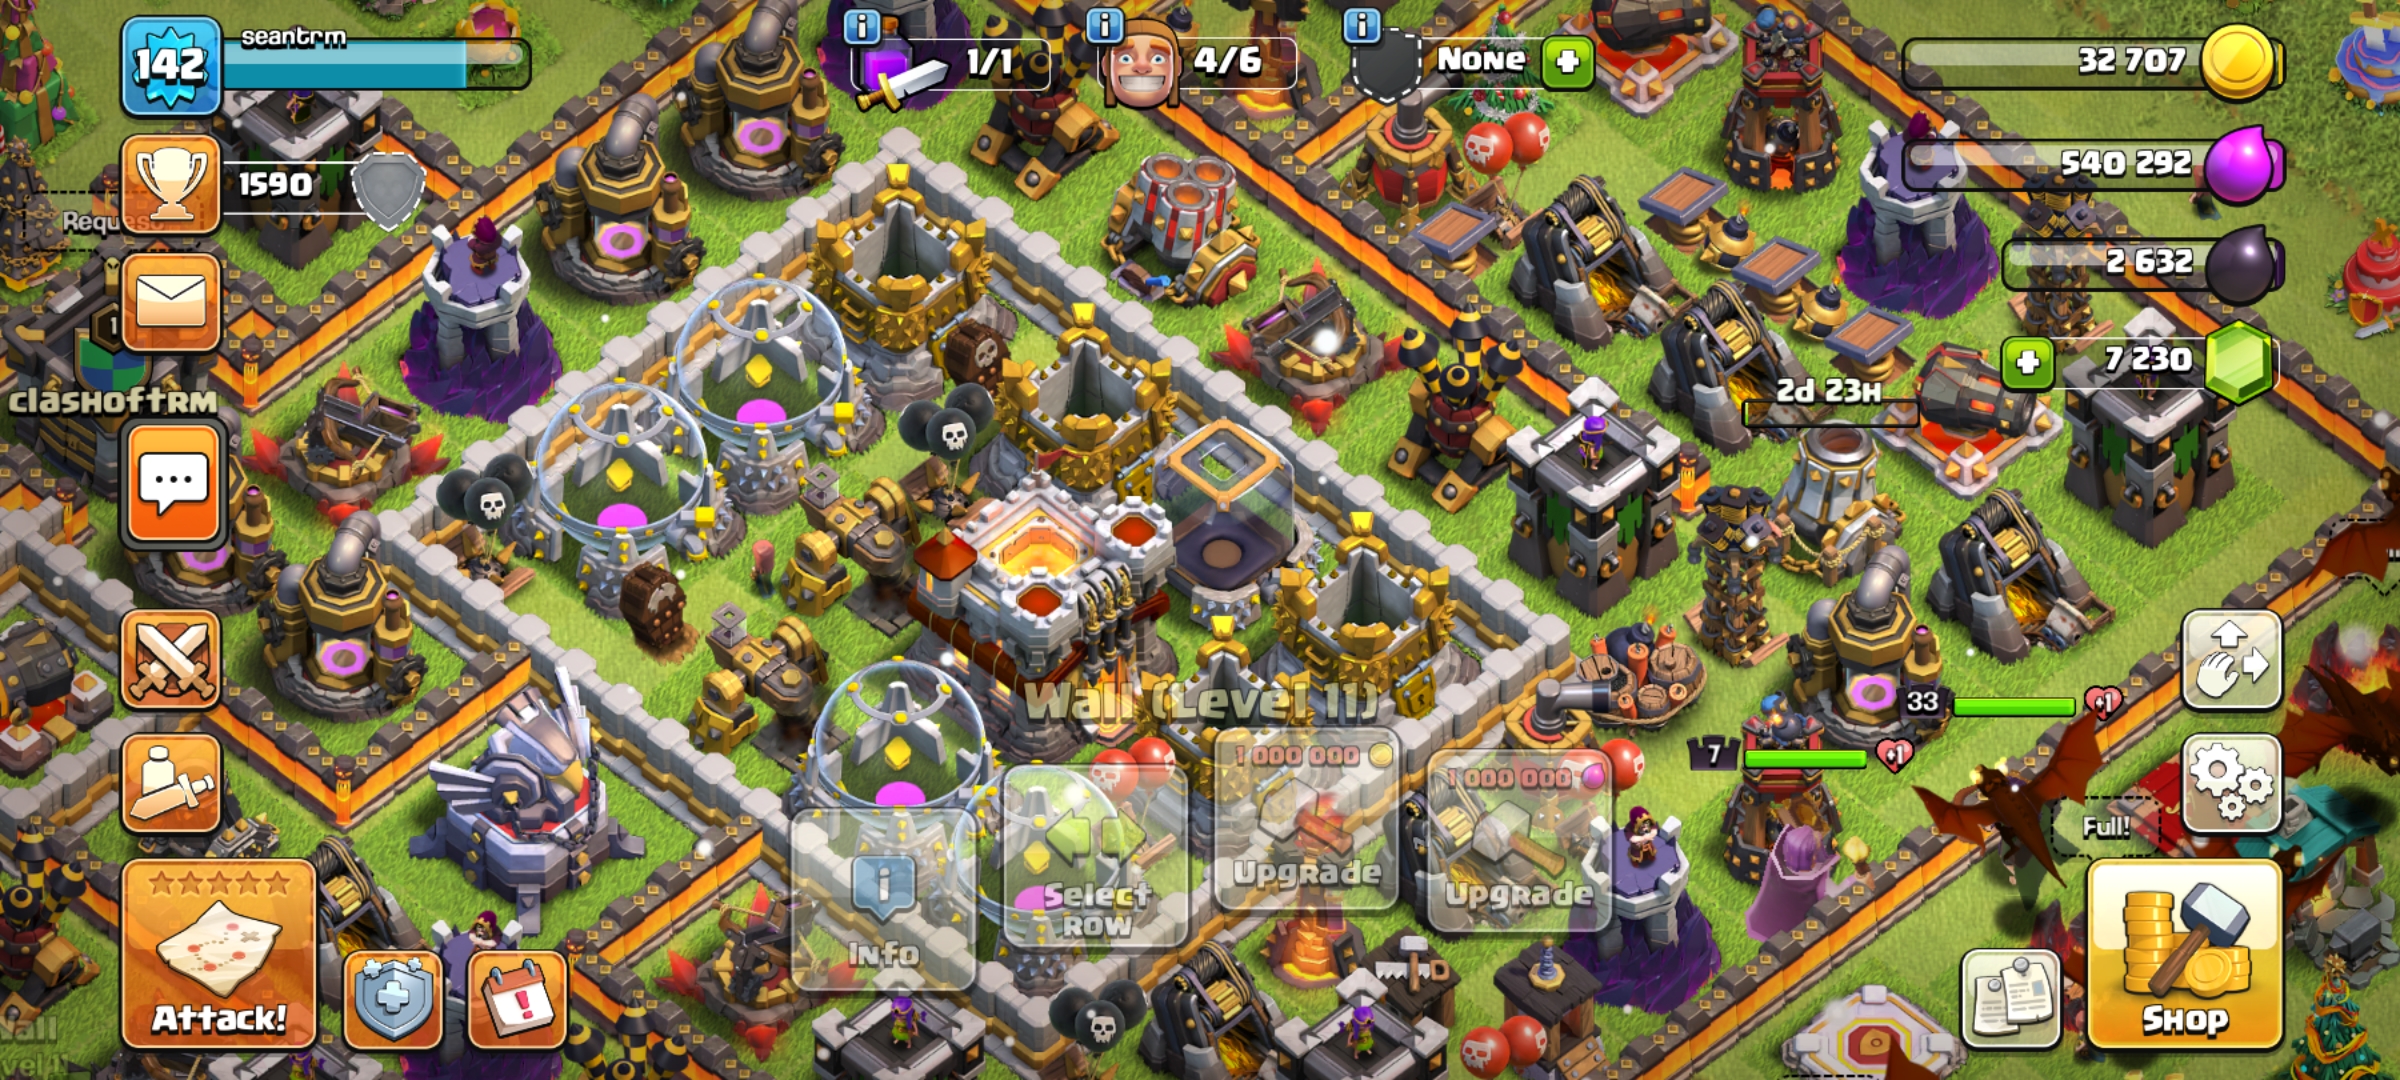 142
seantrm
1/1
4/6
None
32 707
1590
540 292
Reques
2 632
7 230
2d 23H
1
clashoftrm
Wall (Level 11)
33
+1
7
+1
1 000 000
1 000 000
Full!
Upgrade
Upgrade
Select
Row
Info
Attack!
Shop